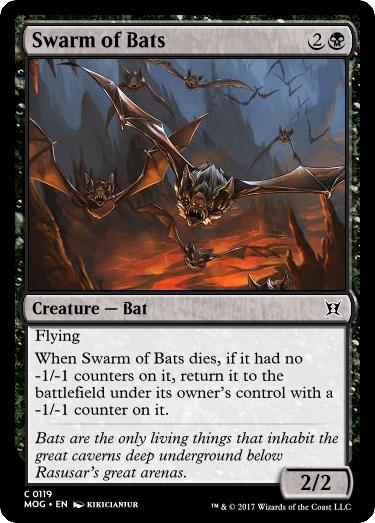 Swarm of Bats 2
Creature — Bat
Flying
When Swarm of Bats dies, if it had no
-1/-1 counters on it, return it to the
battlefield under its owner's control with a
-1/-1 counter on it.
Bats are the only living things that inhabit the
great caverns deep underground below
Rasusar's great arenas.
2/2
C 0119
MOG • EN KIKICIANJUR
™ & © 2017 Wizards of the Coast LLC